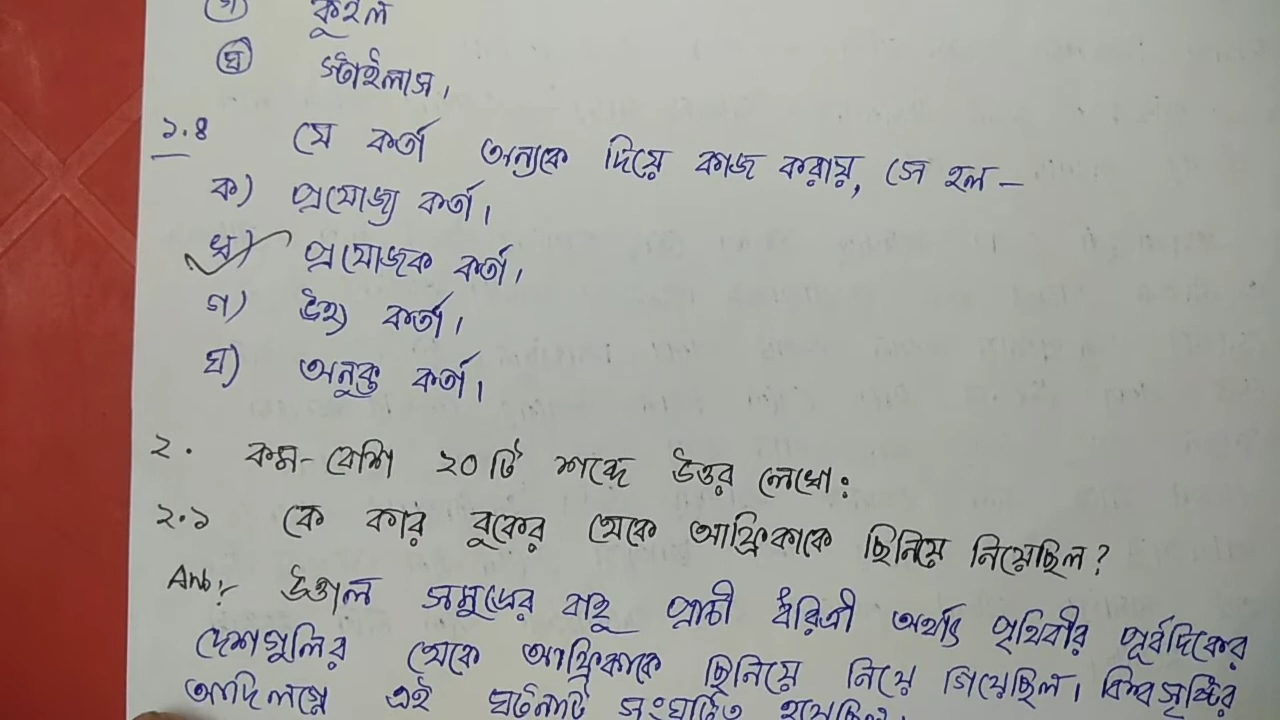 গ) কুইল
ঘ) স্টাইলাস।
১.৪ যে কর্তা অন্যকে দিয়ে কাজ করায়, সে হল –
ক) প্রযোজ্য কর্তা।
খ) প্রযোজক কর্তা।
গ) উহ্য কর্তা।
ঘ) অনুক্ত কর্তা।
২. কম-বেশি ২০টি শব্দে উত্তর লেখো:
২.১ কে কার বুকের থেকে আফ্রিকাকে ছিনিয়ে নিয়েছিল?
Ans:- উত্তাল সমুদ্রের বাহু প্রাচী ধরিত্রী অর্থাৎ পৃথিবীর পূর্বদিকের
দেশগুলির থেকে আফ্রিকাকে ছিনিয়ে নিয়ে গিয়েছিল। বিশ্বসৃষ্টির
আদিলগ্নে এই ঘটনাটি সংঘটিত হয়েছিল।